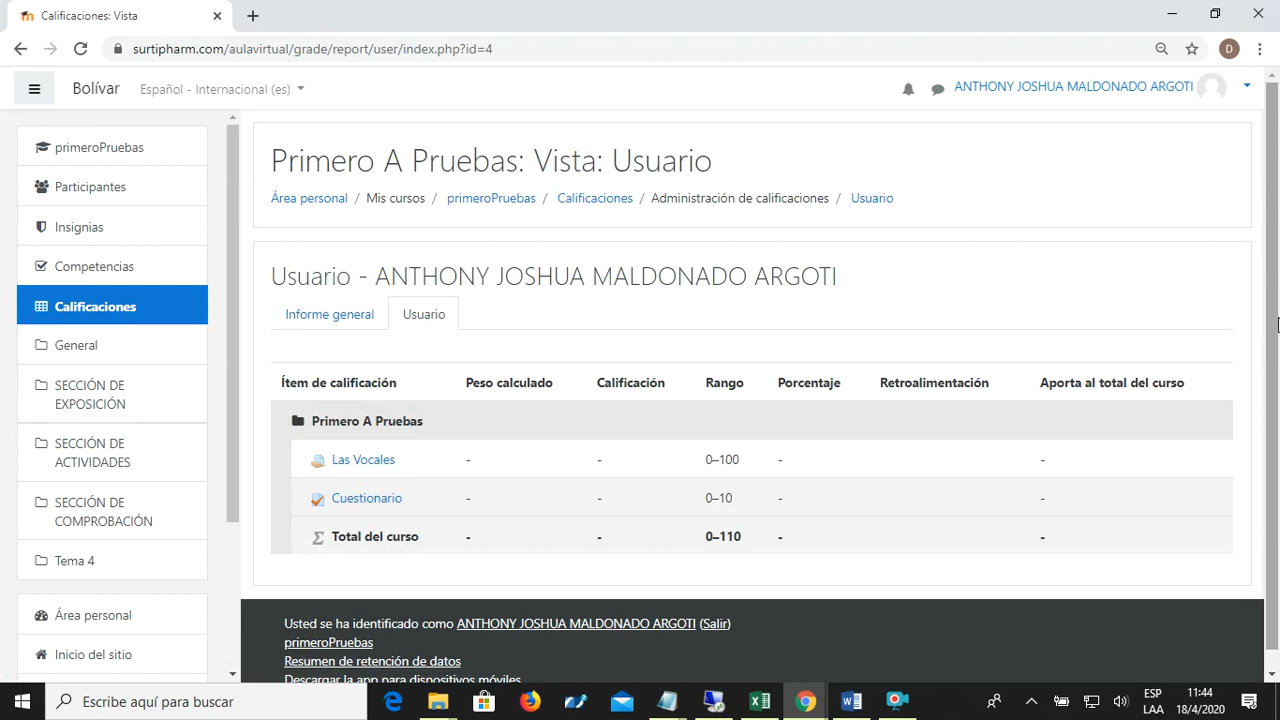 Calificaciones: Vista
surtipharm.com/aulavirtual/grade/report/user/index.php?id=4
D
Bolívar
Español - Internacional (es)
ANTHONY JOSHUA MALDONADO ARGOTI
primeroPruebas
Participantes
Insignias
Competencias
Calificaciones
General
SECCIÓN DE
EXPOSICIÓN
SECCIÓN DE
ACTIVIDADES
SECCIÓN DE
COMPROBACIÓN
Tema 4
Área personal
Inicio del sitio
Primero A Pruebas: Vista: Usuario
Área personal / Mis cursos / primeroPruebas / Calificaciones / Administración de calificaciones / Usuario
Usuario - ANTHONY JOSHUA MALDONADO ARGOTI
Informe general Usuario
Ítem de calificación Peso calculado Calificación Rango Porcentaje Retroalimentación Aporta al total del curso
Primero A Pruebas
Las Vocales - - 0–100 - -
Cuestionario - - 0–10 - -
Total del curso - - 0–110 - -
Usted se ha identificado como ANTHONY JOSHUA MALDONADO ARGOTI (Salir)
primeroPruebas
Resumen de retención de datos
Descargar la app para dispositivos móviles
Escribe aquí para buscar
ESP
LAA
11:44
18/4/2020